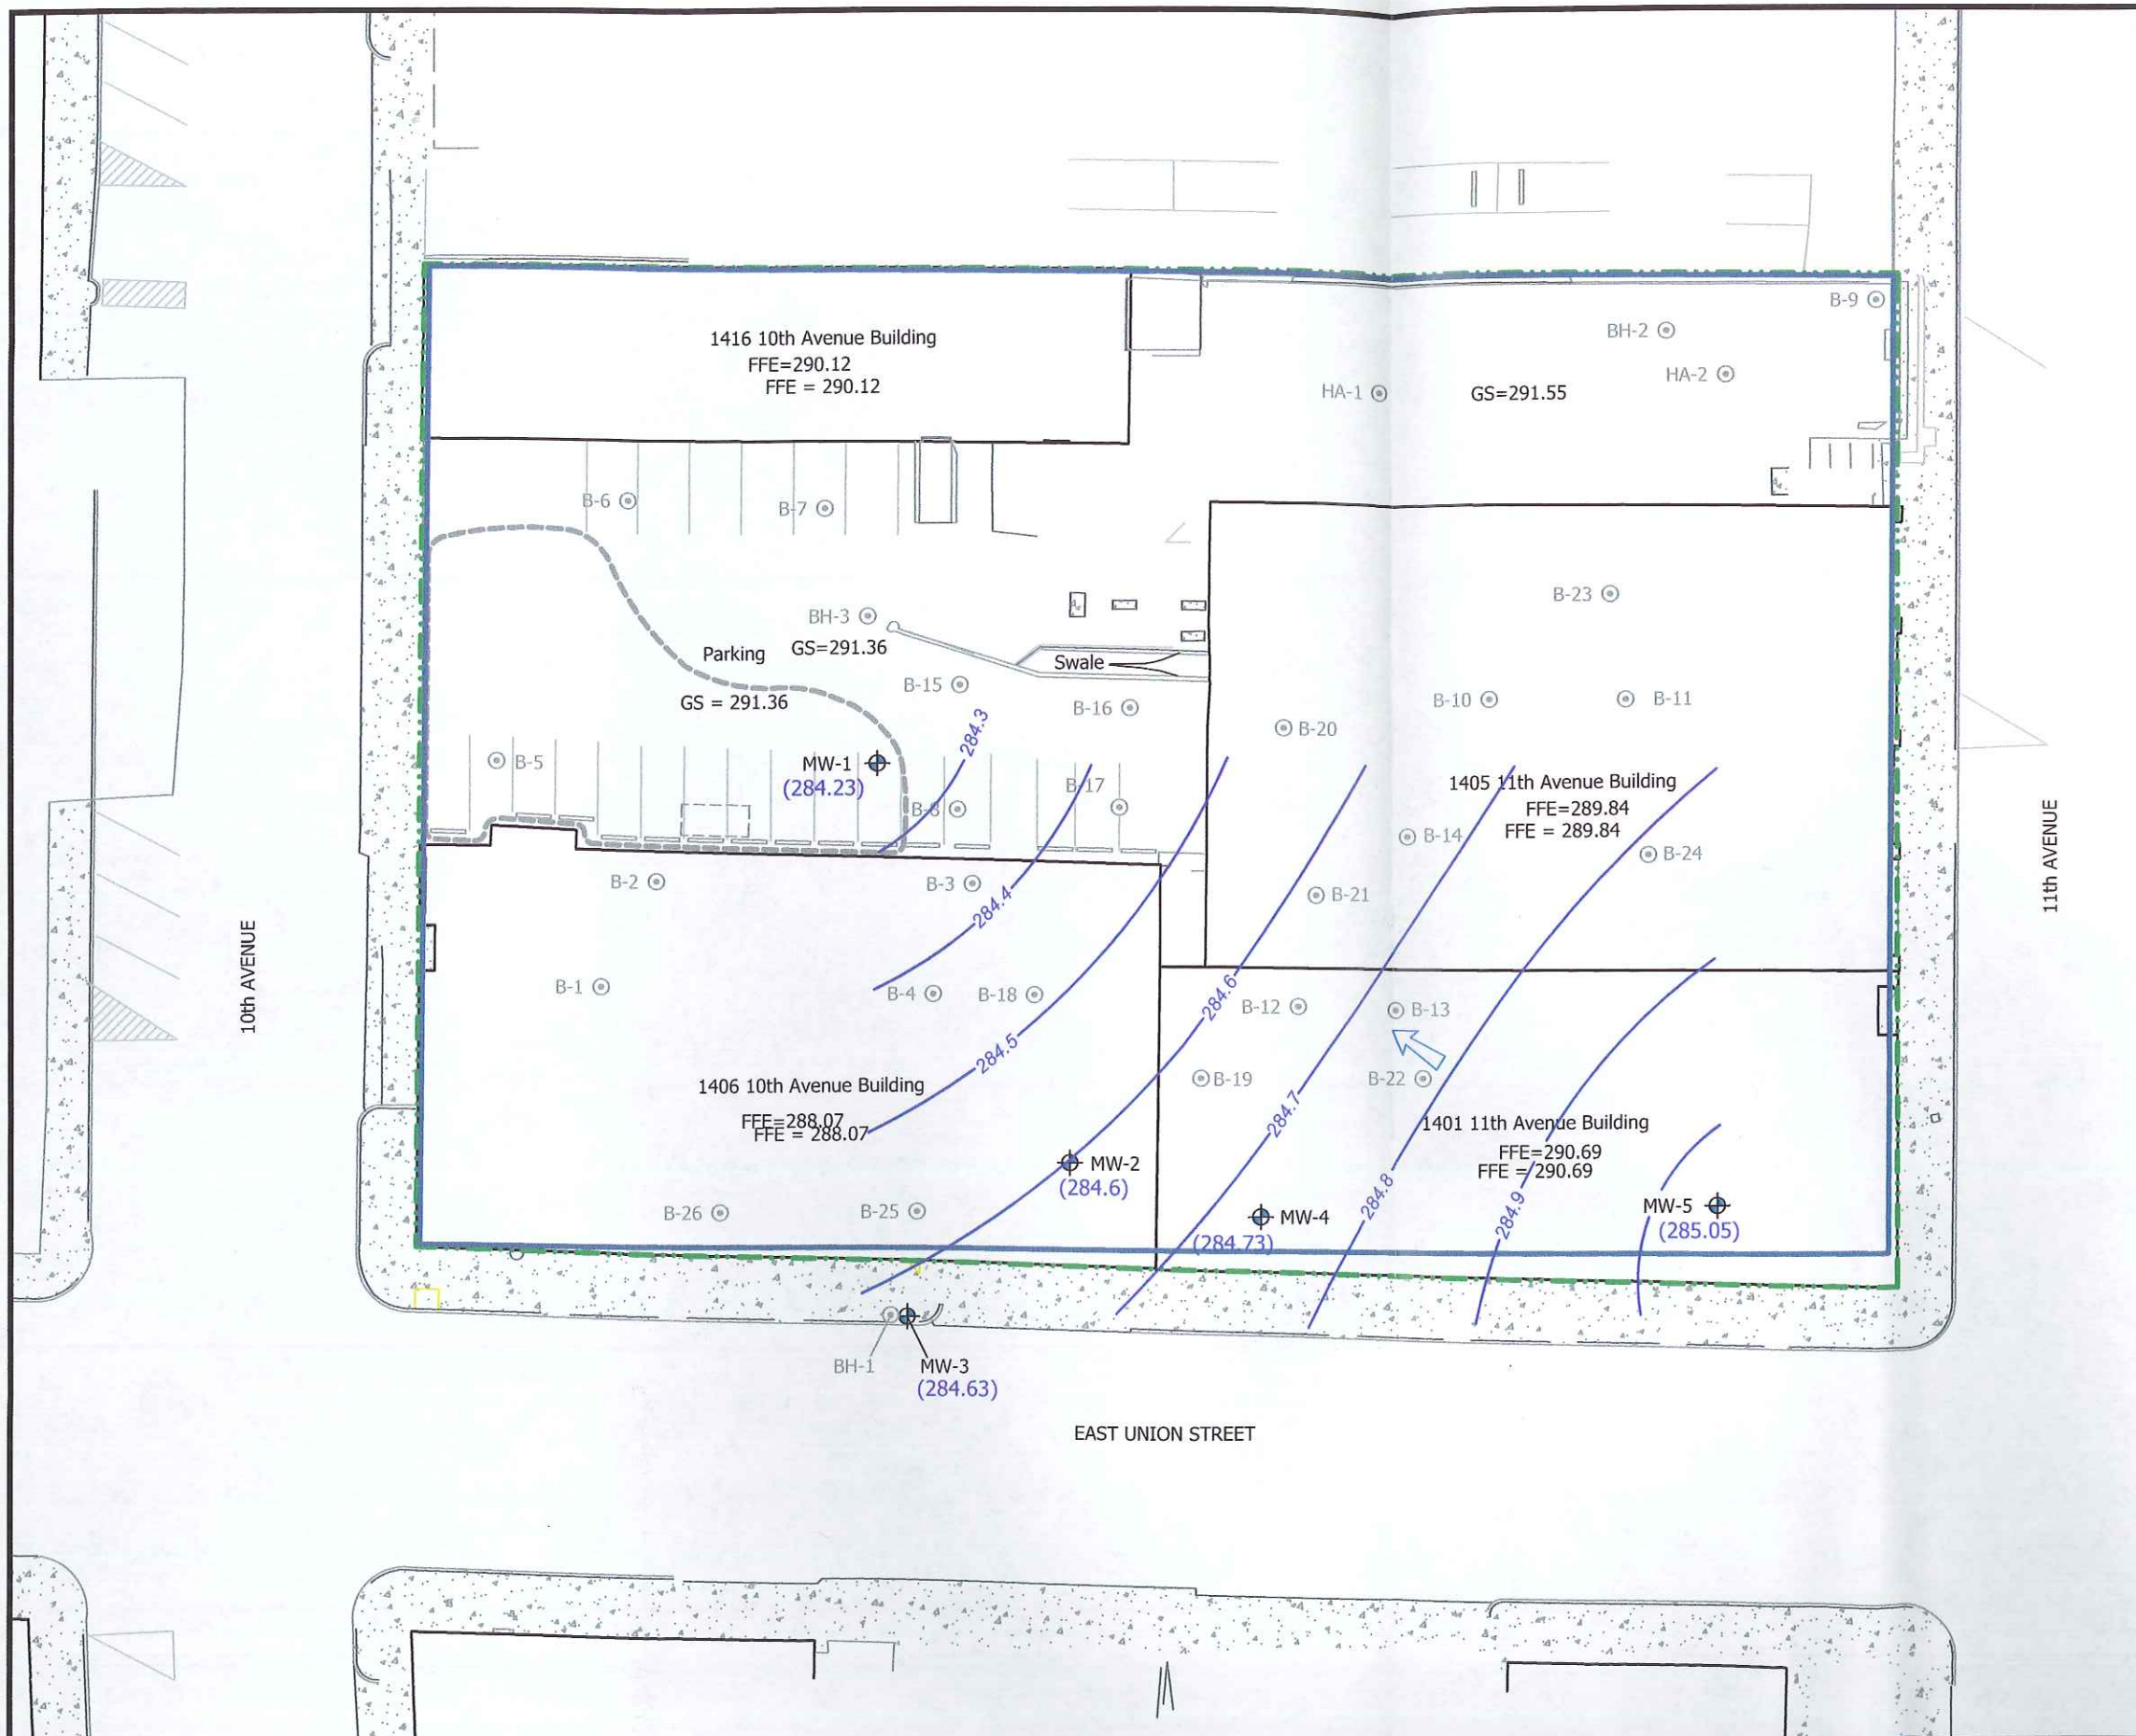 1416 10th Avenue Building
FFE=290.12
FFE = 290.12
B-9
BH-2
HA-2
HA-1
GS=291.55
B-6
B-7
B-23
BH-3
Parking
GS=291.36
Swale
B-15
GS = 291.36
B-16
B-10
B-11
B-20
284.3
B-5
MW-1
(284.23)
B-17
B-8
1405 11th Avenue Building
FFE=289.84
FFE = 289.84
B-14
B-24
B-2
B-3
B-21
284.4
10th AVENUE
11th AVENUE
B-1
B-4
B-18
284.6
B-12
B-13
284.5
1406 10th Avenue Building
FFE=288.07
FFE = 288.07
B-19
B-22
284.7
1401 11th Avenue Building
FFE=290.69
FFE = 290.69
MW-2
(284.6)
284.8
284.9
B-26
B-25
MW-4
(284.73)
MW-5
(285.05)
BH-1
MW-3
(284.63)
EAST UNION STREET